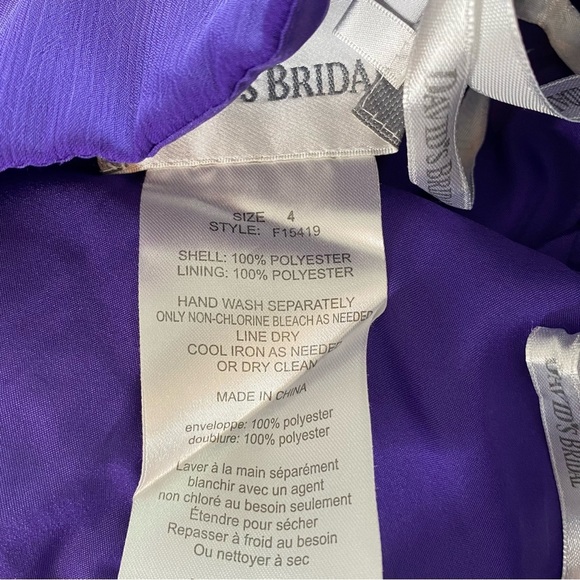 'S BRIDAL
DAVID'S BRIDAL
SIZE 4
STYLE: F15419
SHELL: 100% POLYESTER
LINING: 100% POLYESTER
HAND WASH SEPARATELY
ONLY NON-CHLORINE BLEACH AS NEEDED
LINE DRY
COOL IRON AS NEEDED
OR DRY CLEAN
MADE IN CHINA
enveloppe: 100% polyester
doublure: 100% polyester
Laver à la main séparément
blanchir avec un agent
non chloré au besoin seulement
Étendre pour sécher
Repasser à froid au besoin
Ou nettoyer à sec
DAVID'S BRIDAL